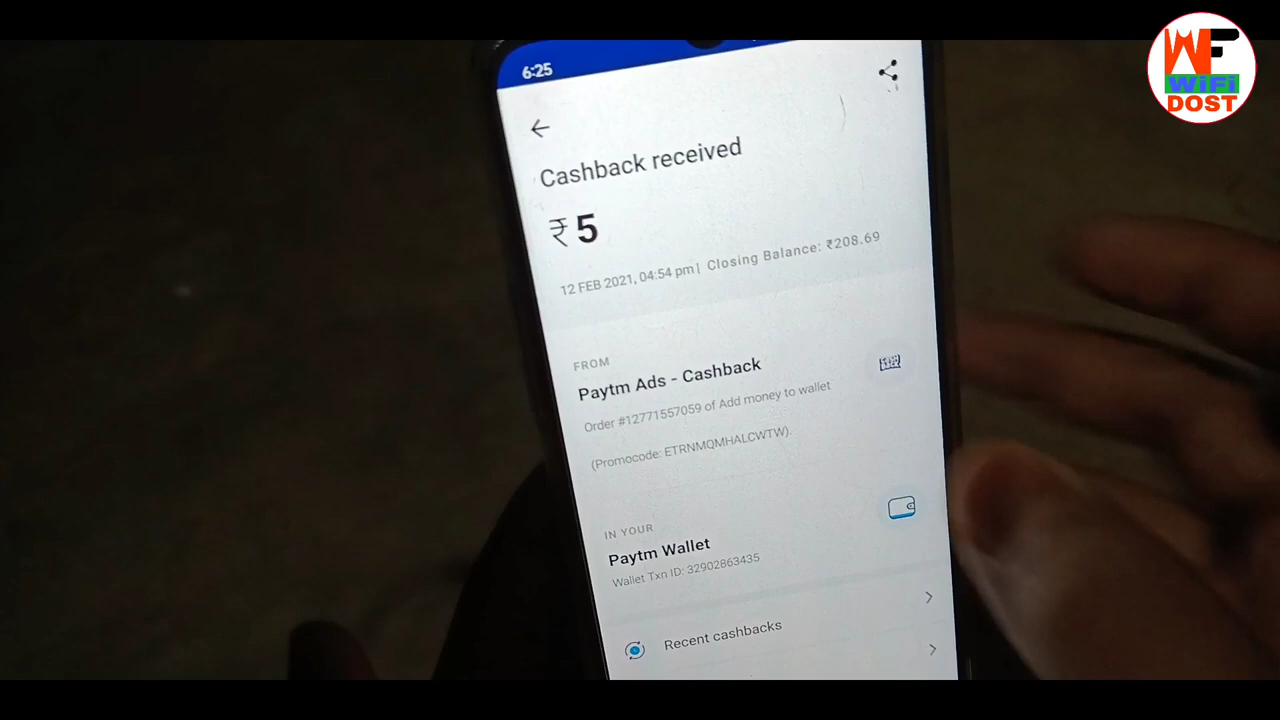 WF
WiFi
DOST
6:25
Cashback received
₹5
12 FEB 2021, 04:54 pm | Closing Balance: ₹208.69
FROM
Paytm Ads - Cashback
Order #12771557059 of Add money to wallet
(Promocode: ETRNMQMHALCWTW).
IN YOUR
Paytm Wallet
Wallet Txn ID: 32902863435
Recent cashbacks